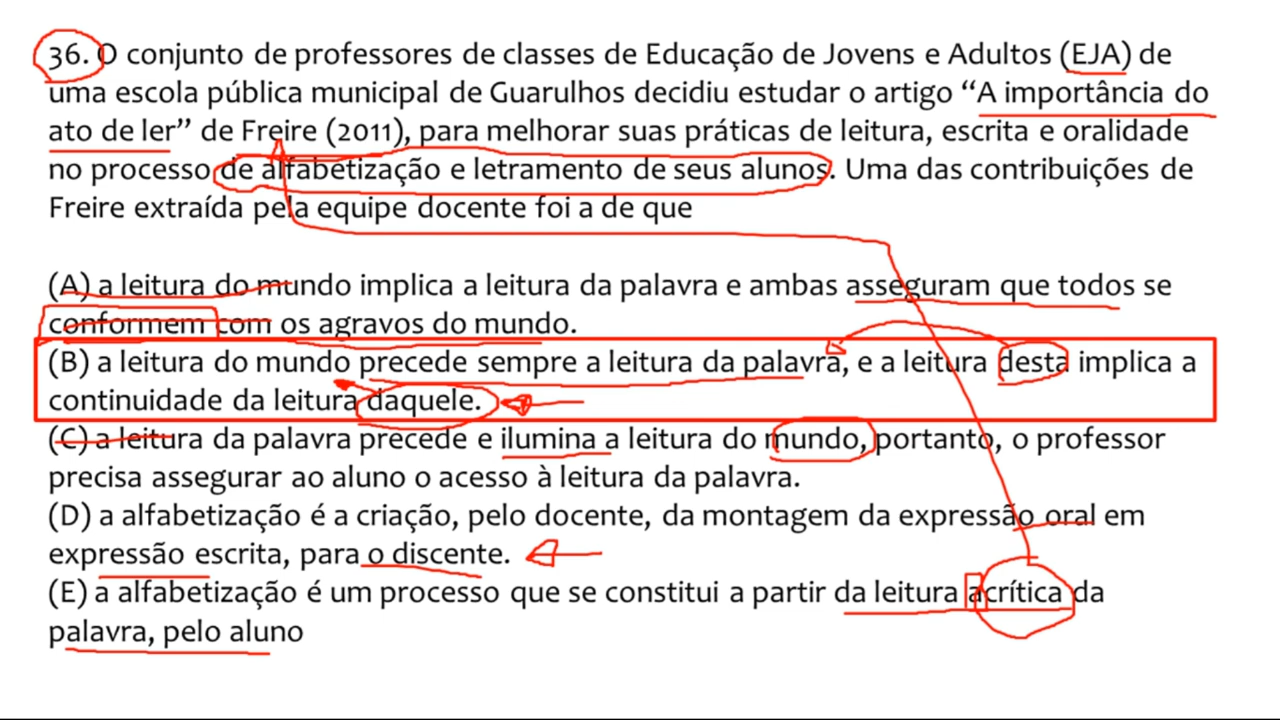 36. O conjunto de professores de classes de Educação de Jovens e Adultos (EJA) de
uma escola pública municipal de Guarulhos decidiu estudar o artigo “A importância do
ato de ler” de Freire (2011), para melhorar suas práticas de leitura, escrita e oralidade
no processo de alfabetização e letramento de seus alunos. Uma das contribuições de
Freire extraída pela equipe docente foi a de que
(A) a leitura do mundo implica a leitura da palavra e ambas asseguram que todos se
conformem com os agravos do mundo.
(B) a leitura do mundo precede sempre a leitura da palavra, e a leitura desta implica a
continuidade da leitura daquele.
(C) a leitura da palavra precede e ilumina a leitura do mundo, portanto, o professor
precisa assegurar ao aluno o acesso à leitura da palavra.
(D) a alfabetização é a criação, pelo docente, da montagem da expressão oral em
expressão escrita, para o discente.
(E) a alfabetização é um processo que se constitui a partir da leitura acrítica da
palavra, pelo aluno